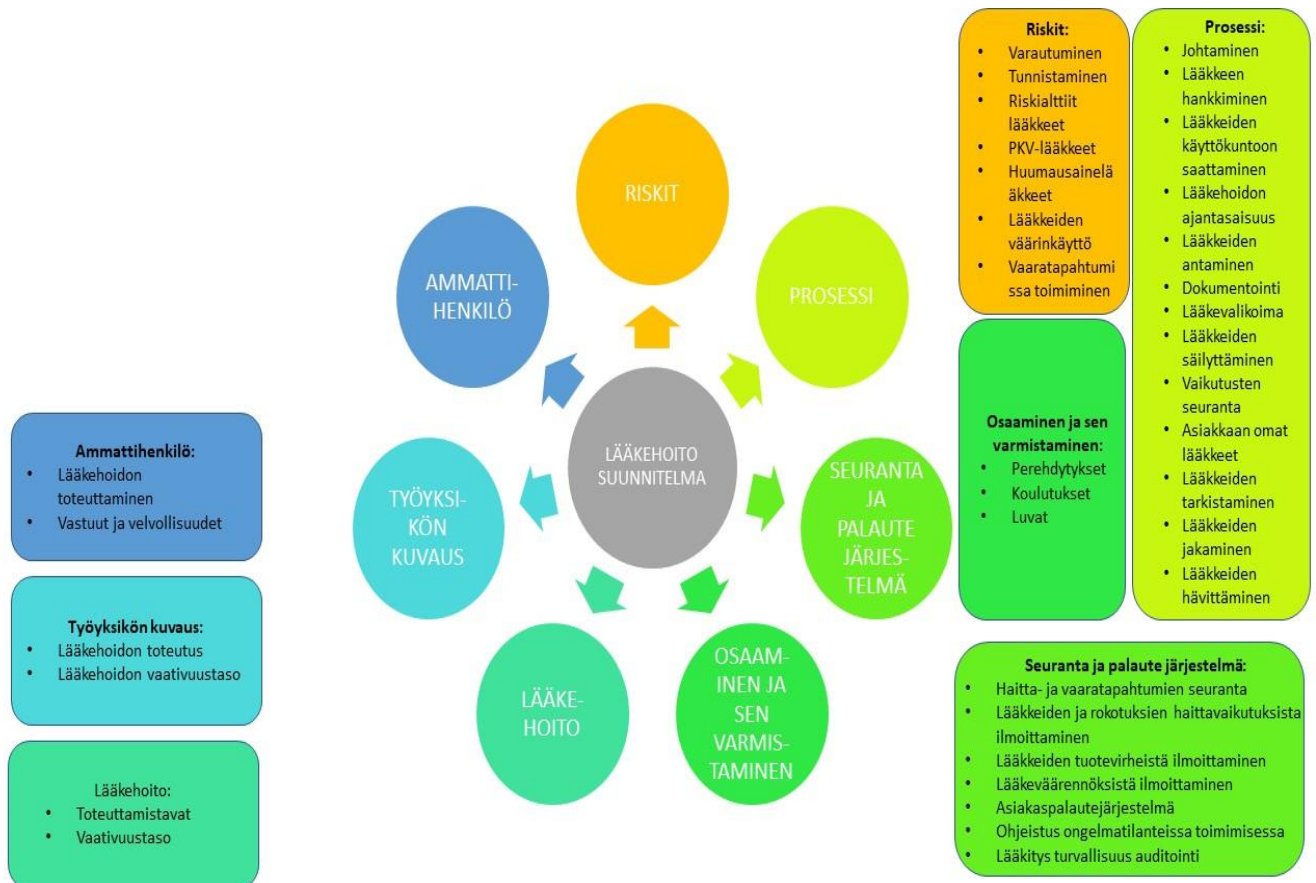 RISKIT
PROSESSI
SEURANTA
JA
PALAUTE
JÄRJES-
TELMÄ
OSAAM-
INEN JA
SEN
VARMIS-
TAMINEN
LÄÄKE-
HOITO
TYÖYKSI-
KÖN
KUVAUS
AMMATTI-
HENKILÖ
LÄÄKEHOITO
SUUNNITELMA
Ammattihenkilö:
• Lääkehoidon
toteuttaminen
• Vastuut ja velvollisuudet
Työyksikön kuvaus:
• Lääkehoidon toteutus
• Lääkehoidon vaativuustaso
Lääkehoito:
• Toteuttamistavat
• Vaativuustaso
Riskit:
• Varautuminen
• Tunnistaminen
• Riskialttiit
lääkkeet
• PKV-lääkkeet
• Huumausainelä
äkkeet
• Lääkkeiden
väärinkäyttö
• Vaaratapahtumi
ssa toimiminen
Osaaminen ja sen
varmistaminen:
• Perehdytykset
• Koulutukset
• Luvat
Prosessi:
• Johtaminen
• Lääkkeen
hankkiminen
• Lääkkeiden
käyttökuntoon
saattaminen
• Lääkehoidon
ajantasaisuus
• Lääkkeiden
antaminen
• Dokumentointi
• Lääkevalikoima
• Lääkkeiden
säilyttäminen
• Vaikutusten
seuranta
• Asiakkaan omat
lääkkeet
• Lääkkeiden
tarkistaminen
• Lääkkeiden
jakaminen
• Lääkkeiden
hävittäminen
Seuranta ja palaute järjestelmä:
• Haitta- ja vaaratapahtumien seuranta
• Lääkkeiden ja rokotuksien haittavaikutuksista
ilmoittaminen
• Lääkkeiden tuotevirheistä ilmoittaminen
• Lääkeväärennöksistä ilmoittaminen
• Asiakaspalautejärjestelmä
• Ohjeistus ongelmatilanteissa toimimisessa
• Lääkitys turvallisuus auditointi